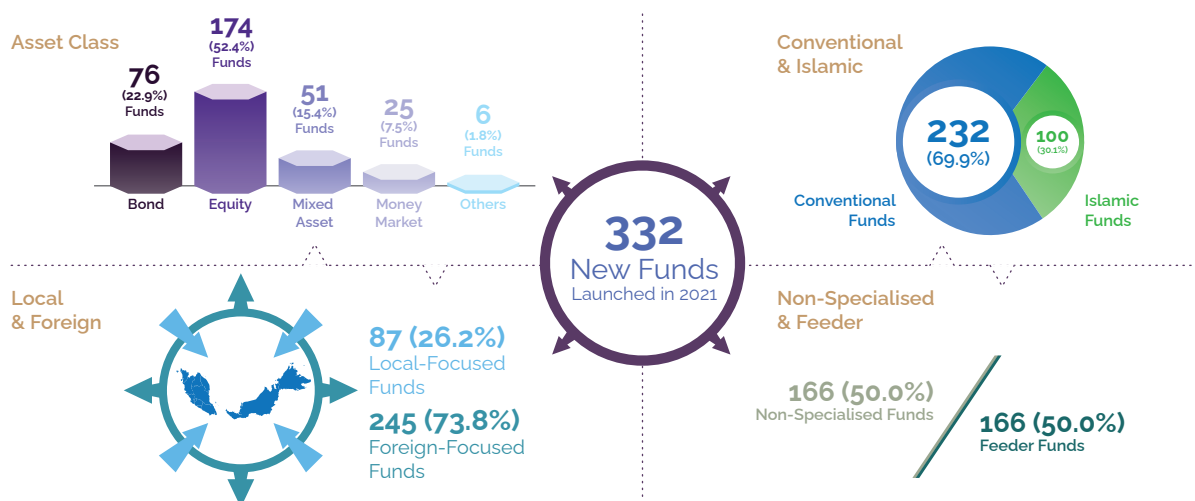 Asset Class
76
(22.9%)
Funds
174
(52.4%)
Funds
51
(15.4%)
Funds
25
(7.5%)
Funds
6
(1.8%)
Funds
Bond
Equity
Mixed
Asset
Money
Market
Others
Conventional
& Islamic
232
(69.9%)
100
(30.1%)
Conventional
Funds
Islamic
Funds
332
New Funds
Launched in 2021
Local
& Foreign
87 (26.2%)
Local-Focused
Funds
245 (73.8%)
Foreign-Focused
Funds
Non-Specialised
& Feeder
166 (50.0%)
Non-Specialised Funds
166 (50.0%)
Feeder Funds